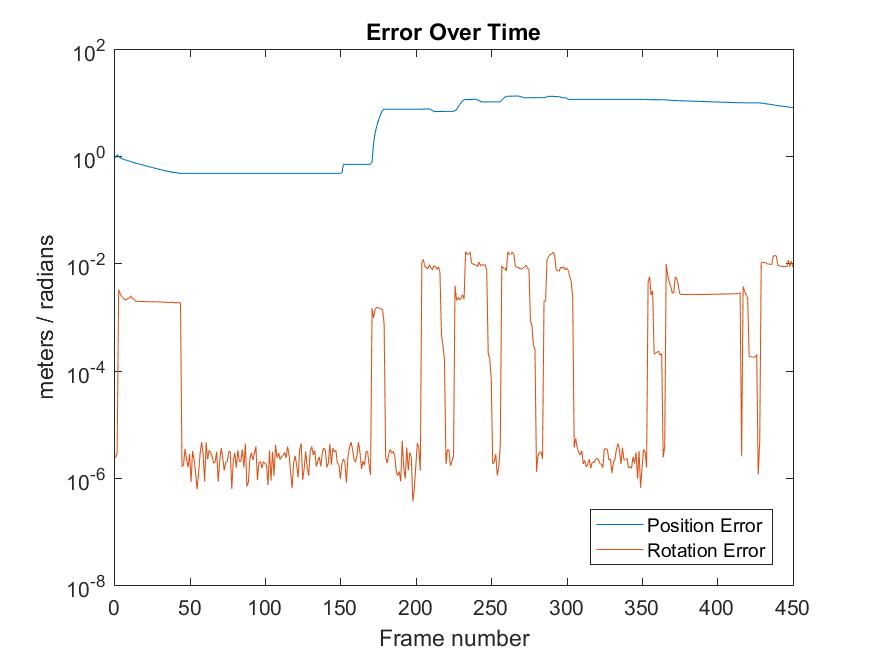 Error Over Time
10^2
10^0
10^-2
10^-4
10^-6
10^-8
meters / radians
0 50 100 150 200 250 300 350 400 450
Frame number
Position Error
Rotation Error